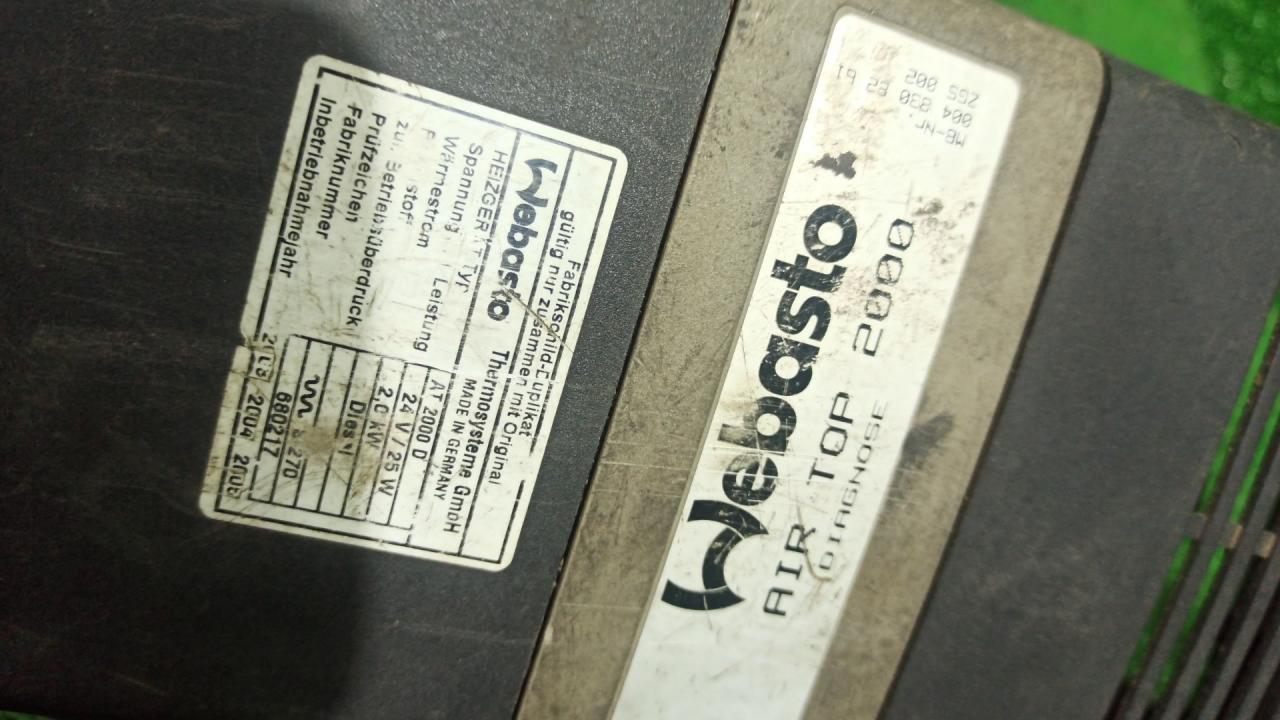 Fabrikschild-Duplikat
gültig nur zusammen mit Original
Webasto Thermosysteme GmbH
MADE IN GERMANY
HEIZGERÄT Typ AT 2000 D
Spannung / Leistung 24 V / 25 W
Wärmestrom 2,0 kW
Diesel
zul. Betriebsüberdruck
Prüfzeichen
Fabriknummer 680217
Inbetriebnahmejahr 2004
Webasto
AIR TOP 2000
DIAGNOSE
MB-Nr.
004 830 62 61
ZGS 002